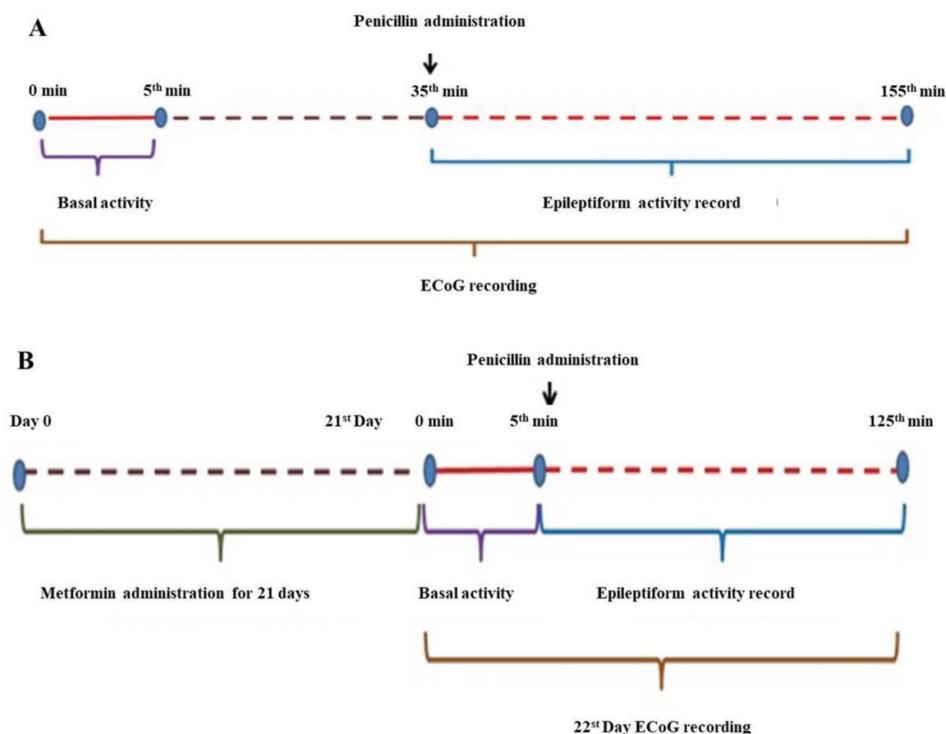 A
Penicillin administration
0 min 5th min 35th min 155th min
Basal activity Epileptiform activity record
ECoG recording
B
Penicillin administration
Day 0 21st Day 0 min 5th min 125th min
Metformin administration for 21 days Basal activity Epileptiform activity record
22st Day ECoG recording